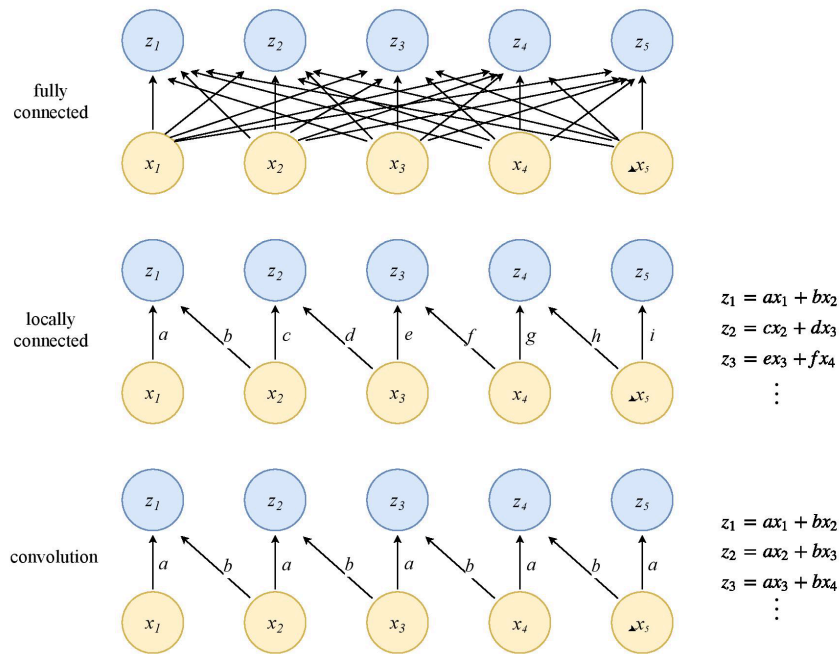 z₁ z₂ z₃ z₄ z₅
fully
connected
x₁ x₂ x₃ x₄ x₅
z₁ z₂ z₃ z₄ z₅
locally
connected
a b c d e f g h i
x₁ x₂ x₃ x₄ x₅
z₁ = ax₁ + bx₂
z₂ = cx₂ + dx₃
z₃ = ex₃ + fx₄
⋮
z₁ z₂ z₃ z₄ z₅
convolution
a b a b a b a b a
x₁ x₂ x₃ x₄ x₅
z₁ = ax₁ + bx₂
z₂ = ax₂ + bx₃
z₃ = ax₃ + bx₄
⋮